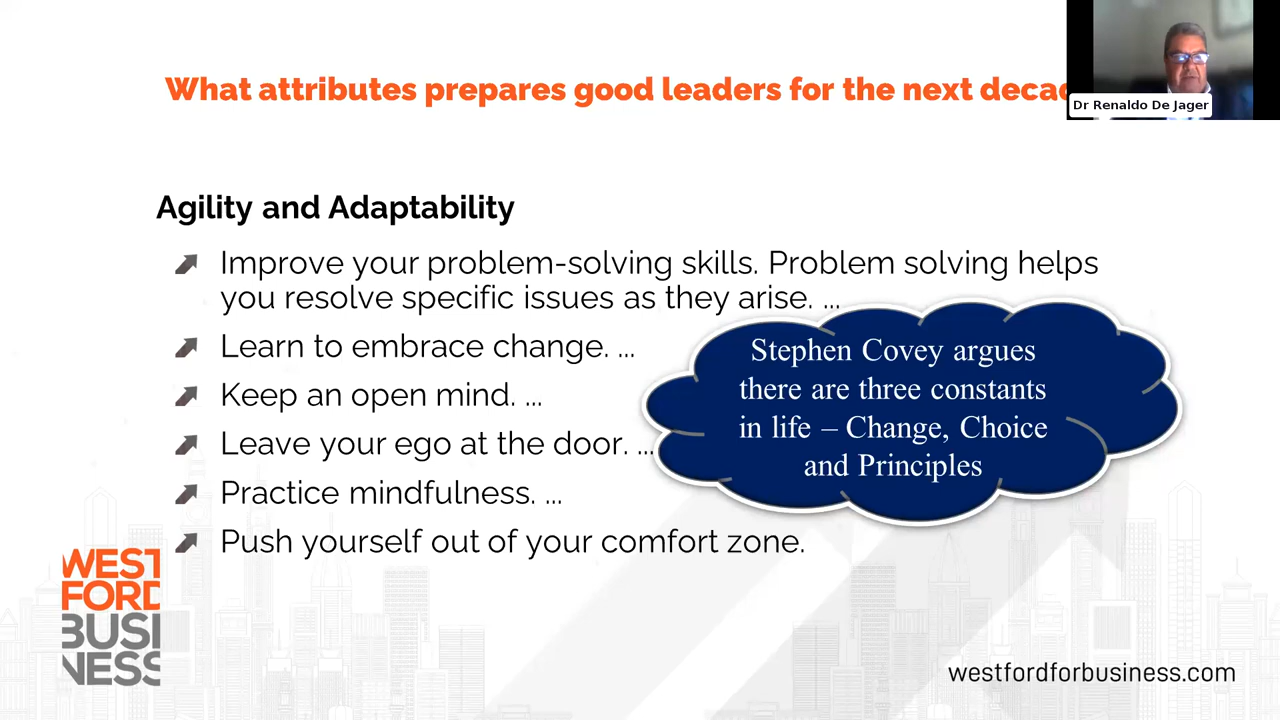 What attributes prepares good leaders for the next
Dr Renaldo De Jager
Agility and Adaptability
Improve your problem-solving skills. Problem solving helps
you resolve specific issues as they arise. ...
Learn to embrace change. ...
Keep an open mind. ...
Leave your ego at the door. ...
Practice mindfulness. ...
Push yourself out of your comfort zone.
Stephen Covey argues
there are three constants
in life – Change, Choice
and Principles
WEST
FORD
BUSI
NESS
westfordforbusiness.com